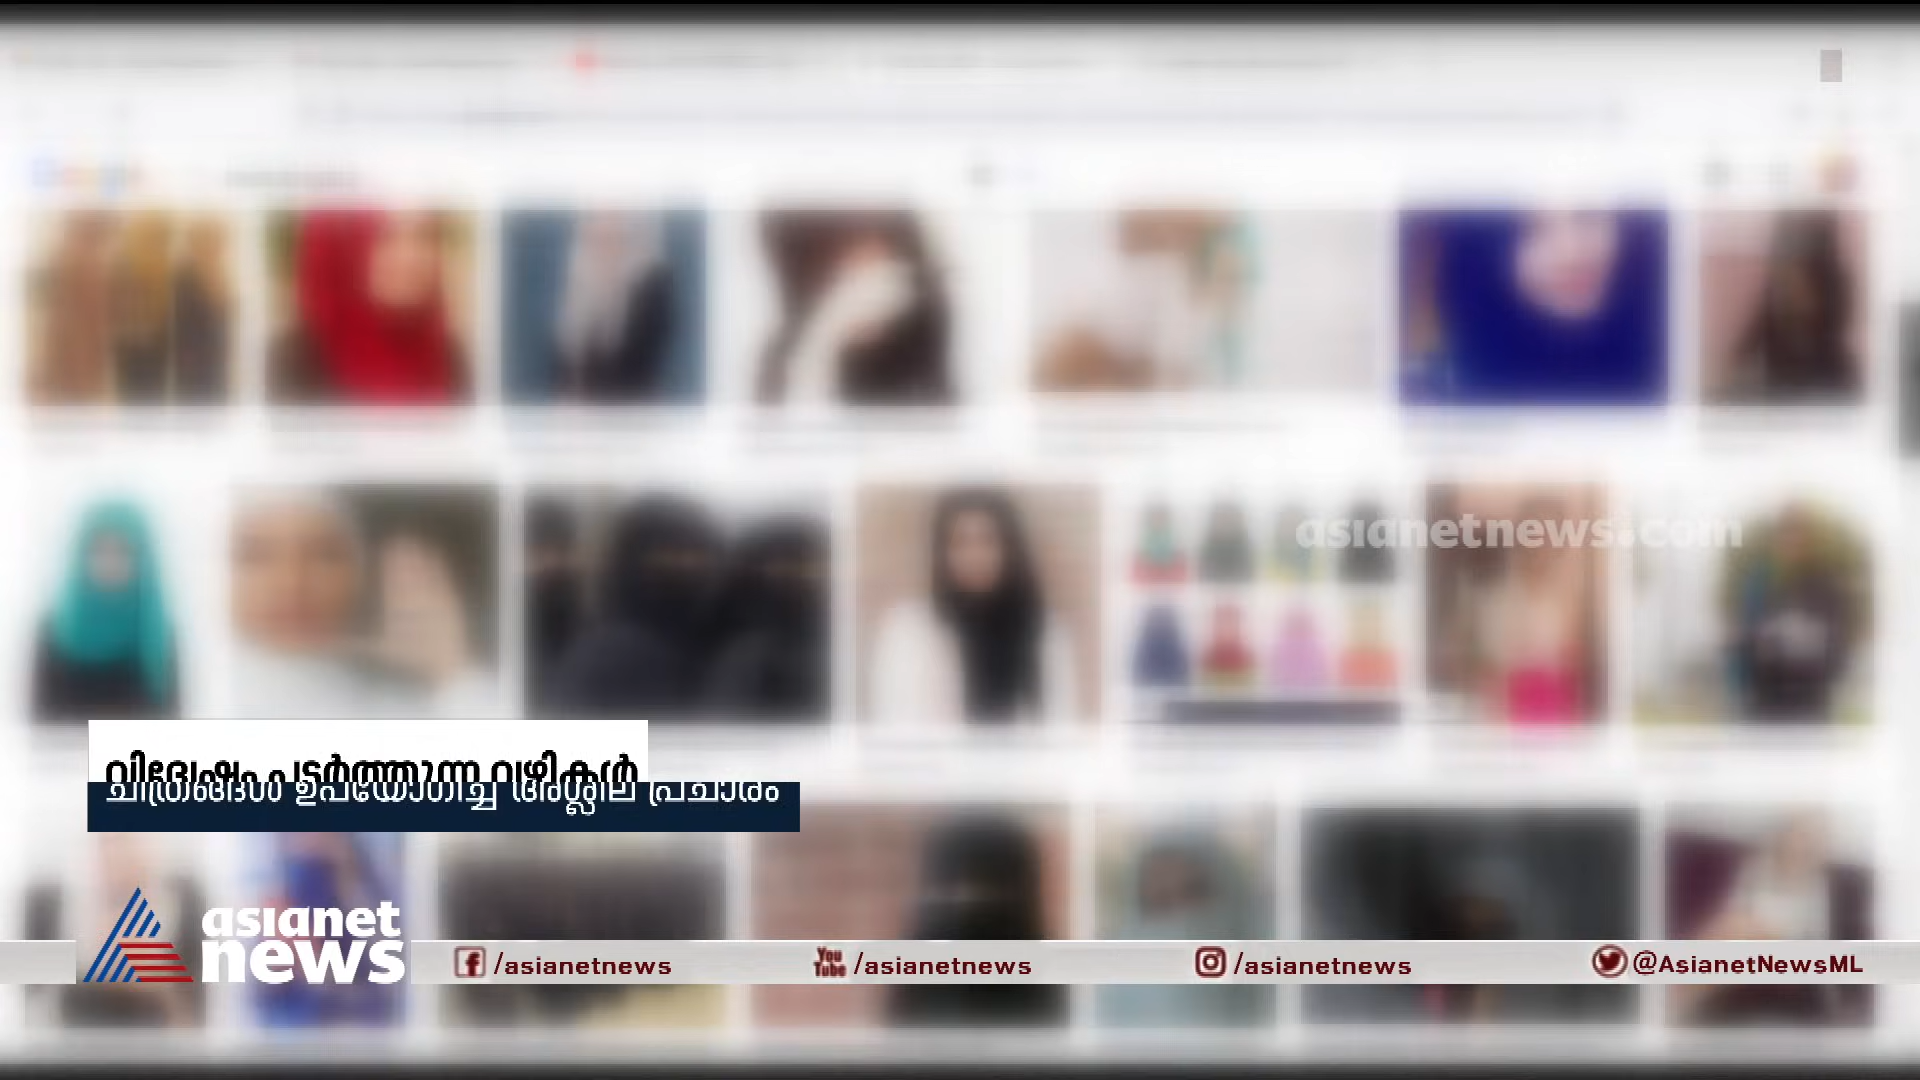 asianetnews.com
വിദ്വേഷം പടർത്തുന്ന വഴികൾ
ചിത്രങ്ങൾ ഉപയോഗിച്ച് അശ്ലീല പ്രചാരം
asianet
news
/asianetnews
You
Tube
/asianetnews
/asianetnews
@AsianetNewsML